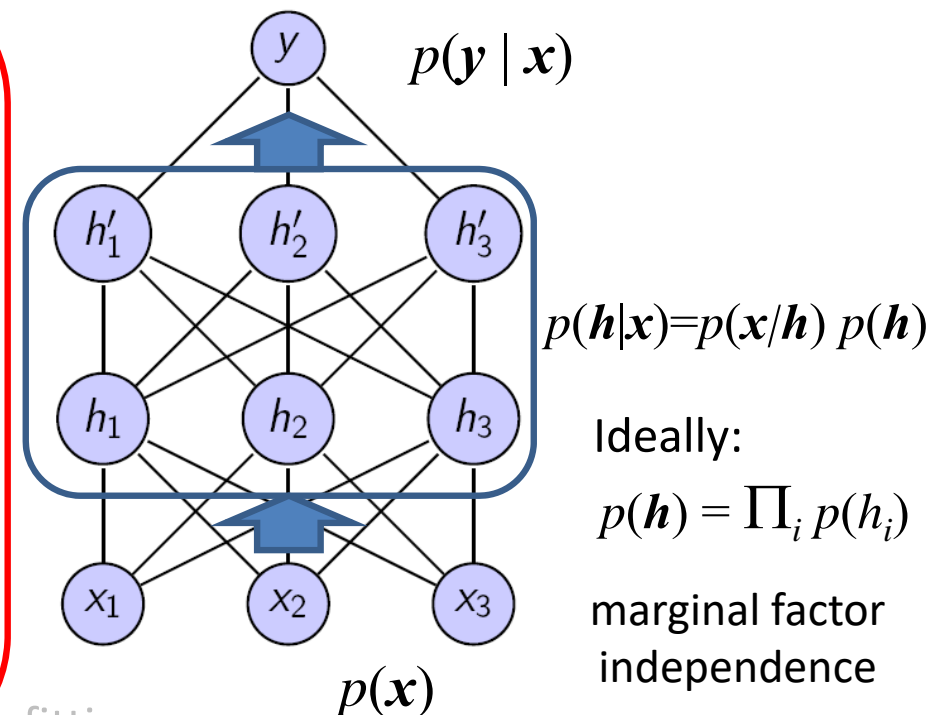 y
p(y | x)
h′1 h′2 h′3
p(h|x)=p(x/h) p(h)
h1 h2 h3
Ideally:
p(h) = ∏i p(hi)
x1 x2 x3
marginal factor
independence
p(x)